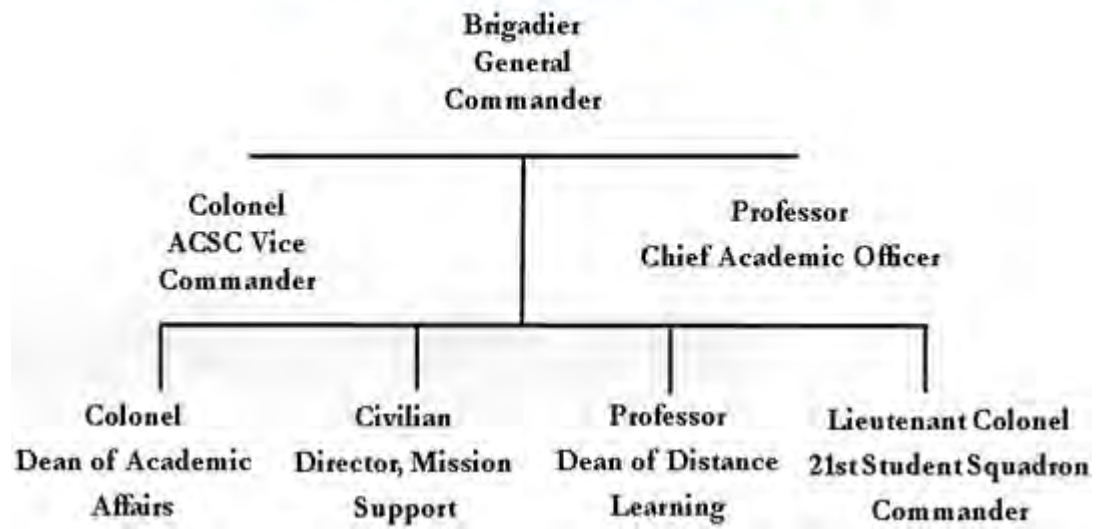 Brigadier
General
Commander
Colonel
ACSC Vice
Commander
Professor
Chief Academic Officer
Colonel
Dean of Academic
Affairs
Civilian
Director, Mission
Support
Professor
Dean of Distance
Learning
Lieutenant Colonel
21st Student Squadron
Commander